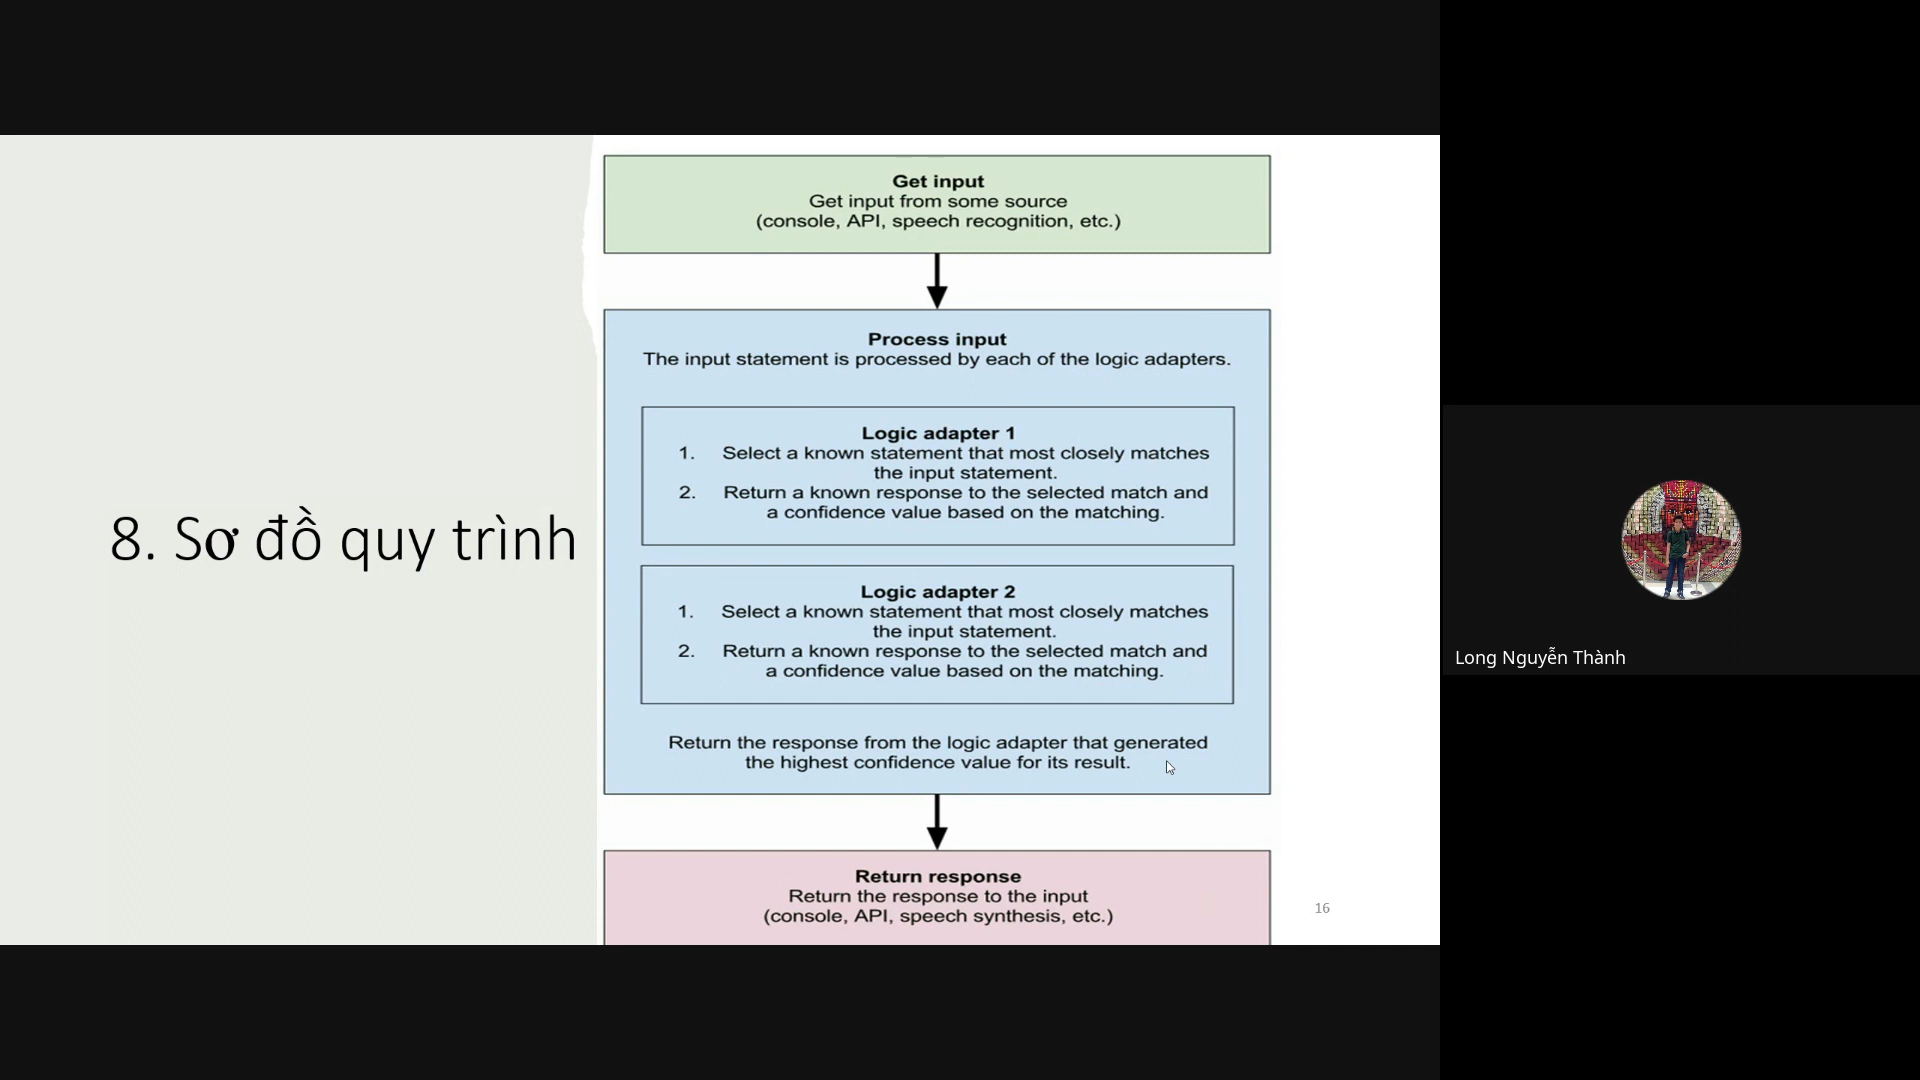 8. Sơ đồ quy trình
Get input
Get input from some source
(console, API, speech recognition, etc.)
Process input
The input statement is processed by each of the logic adapters.
Logic adapter 1
1. Select a known statement that most closely matches
the input statement.
2. Return a known response to the selected match and
a confidence value based on the matching.
Logic adapter 2
1. Select a known statement that most closely matches
the input statement.
2. Return a known response to the selected match and
a confidence value based on the matching.
Return the response from the logic adapter that generated
the highest confidence value for its result.
Return response
Return the response to the input
(console, API, speech synthesis, etc.)
16
Long Nguyễn Thành